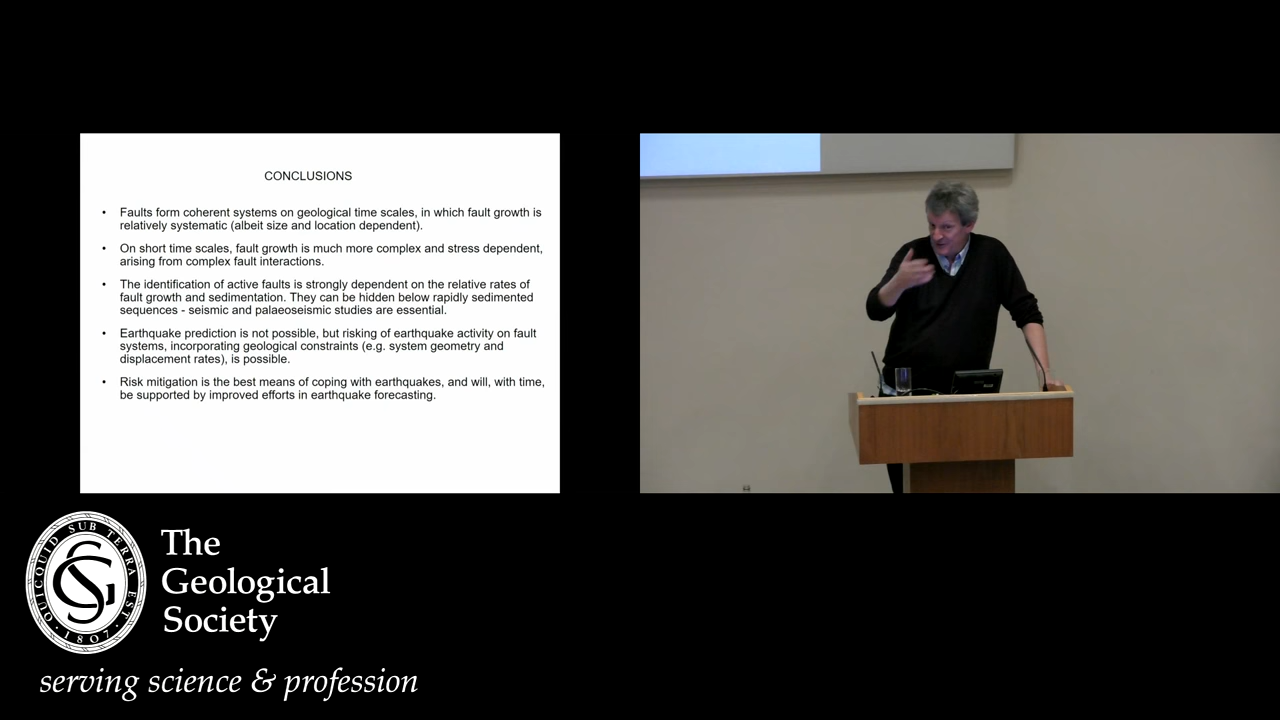 CONCLUSIONS
• Faults form coherent systems on geological time scales, in which fault growth is
relatively systematic (albeit size and location dependent).
• On short time scales, fault growth is much more complex and stress dependent,
arising from complex fault interactions.
• The identification of active faults is strongly dependent on the relative rates of
fault growth and sedimentation. They can be hidden below rapidly sedimented
sequences - seismic and palaeoseismic studies are essential.
• Earthquake prediction is not possible, but risking of earthquake activity on fault
systems, incorporating geological constraints (e.g. system geometry and
displacement rates), is possible.
• Risk mitigation is the best means of coping with earthquakes, and will, with time,
be supported by improved efforts in earthquake forecasting.
QUICQUID SUB TERRA EST
· 1807 ·
The
Geological
Society
serving science & profession